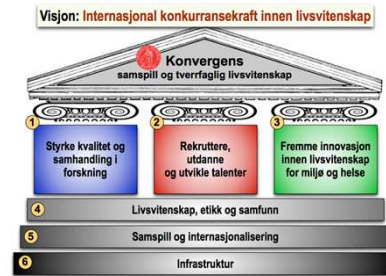 Visjon: Internasjonal konkurransekraft innen livsvitenskap
Konvergens
samspill og tverrfaglig livsvitenskap
1
Styrke kvalitet og
samhandling i
forskning
2
Rekruttere,
utdanne
og utvikle talenter
3
Fremme innovasjon
innen livsvitenskap
for miljø og helse
4 Livsvitenskap, etikk og samfunn
5 Samspill og internasjonalisering
6 Infrastruktur